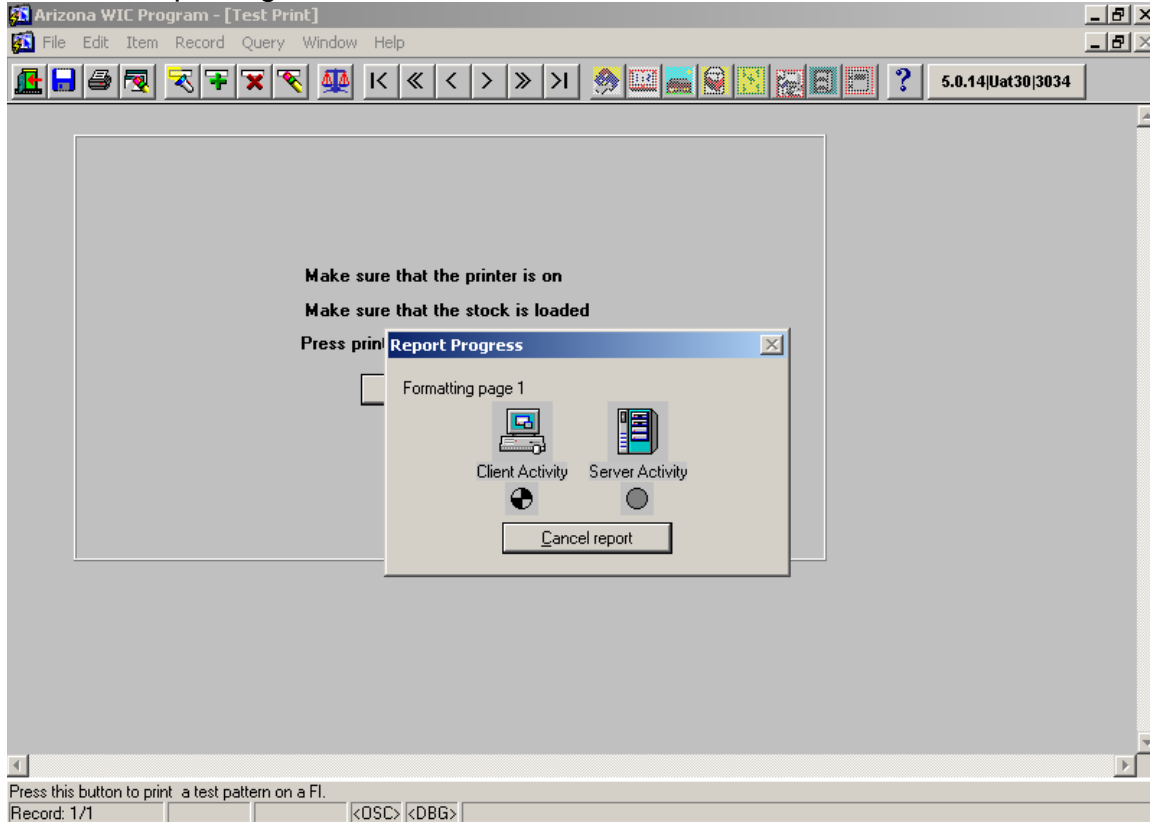 Arizona WIC Program - [Test Print]
File Edit Item Record Query Window Help
5.0.14|Uat30|3034
Make sure that the printer is on
Make sure that the stock is loaded
Press print
Report Progress
Formatting page 1
Client Activity Server Activity
Cancel report
Press this button to print a test pattern on a FI.
Record: 1/1 <OSC> <DBG>